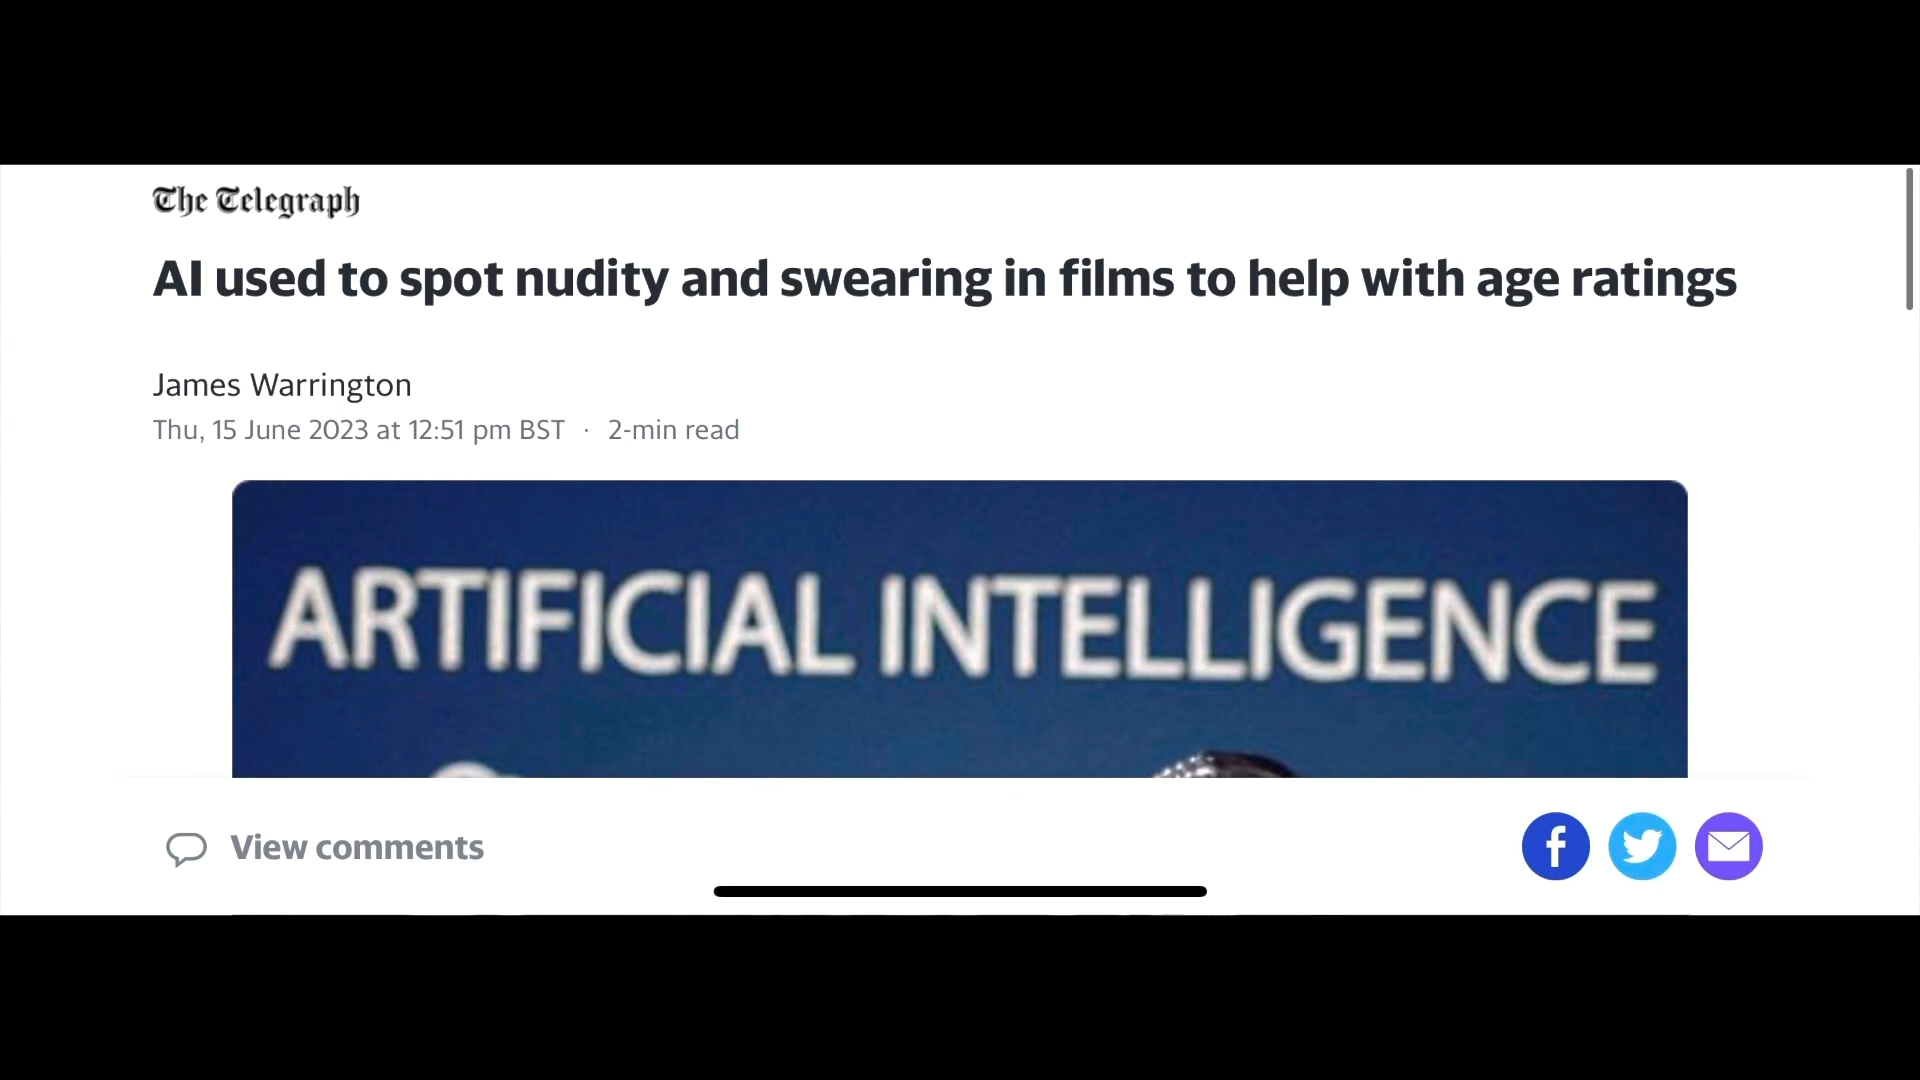 The Telegraph
AI used to spot nudity and swearing in films to help with age ratings
James Warrington
Thu, 15 June 2023 at 12:51 pm BST · 2-min read
ARTIFICIAL INTELLIGENCE
View comments